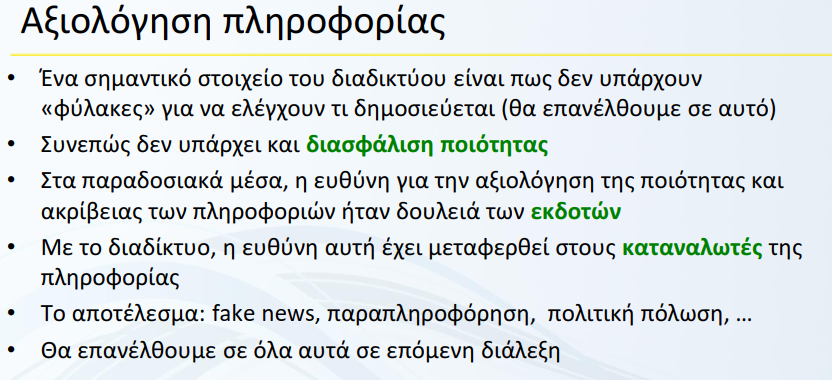 Αξιολόγηση πληροφορίας
• Ένα σημαντικό στοιχείο του διαδικτύου είναι πως δεν υπάρχουν
«φύλακες» για να ελέγχουν τι δημοσιεύεται (θα επανέλθουμε σε αυτό)
• Συνεπώς δεν υπάρχει και διασφάλιση ποιότητας
• Στα παραδοσιακά μέσα, η ευθύνη για την αξιολόγηση της ποιότητας και
ακρίβειας των πληροφοριών ήταν δουλειά των εκδοτών
• Με το διαδίκτυο, η ευθύνη αυτή έχει μεταφερθεί στους καταναλωτές της
πληροφορίας
• Το αποτέλεσμα: fake news, παραπληροφόρηση, πολιτική πόλωση, …
• Θα επανέλθουμε σε όλα αυτά σε επόμενη διάλεξη